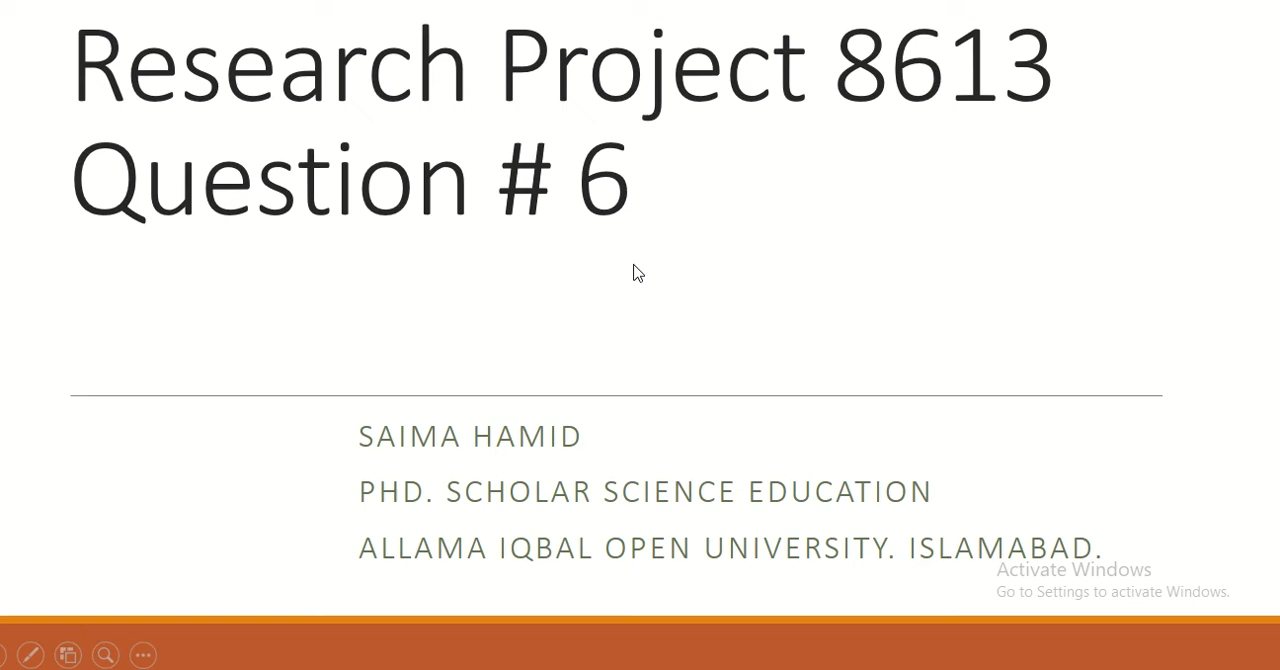 Research Project 8613
Question # 6
SAIMA HAMID
PHD. SCHOLAR SCIENCE EDUCATION
ALLAMA IQBAL OPEN UNIVERSITY. ISLAMABAD.
Activate Windows
Go to Settings to activate Windows.